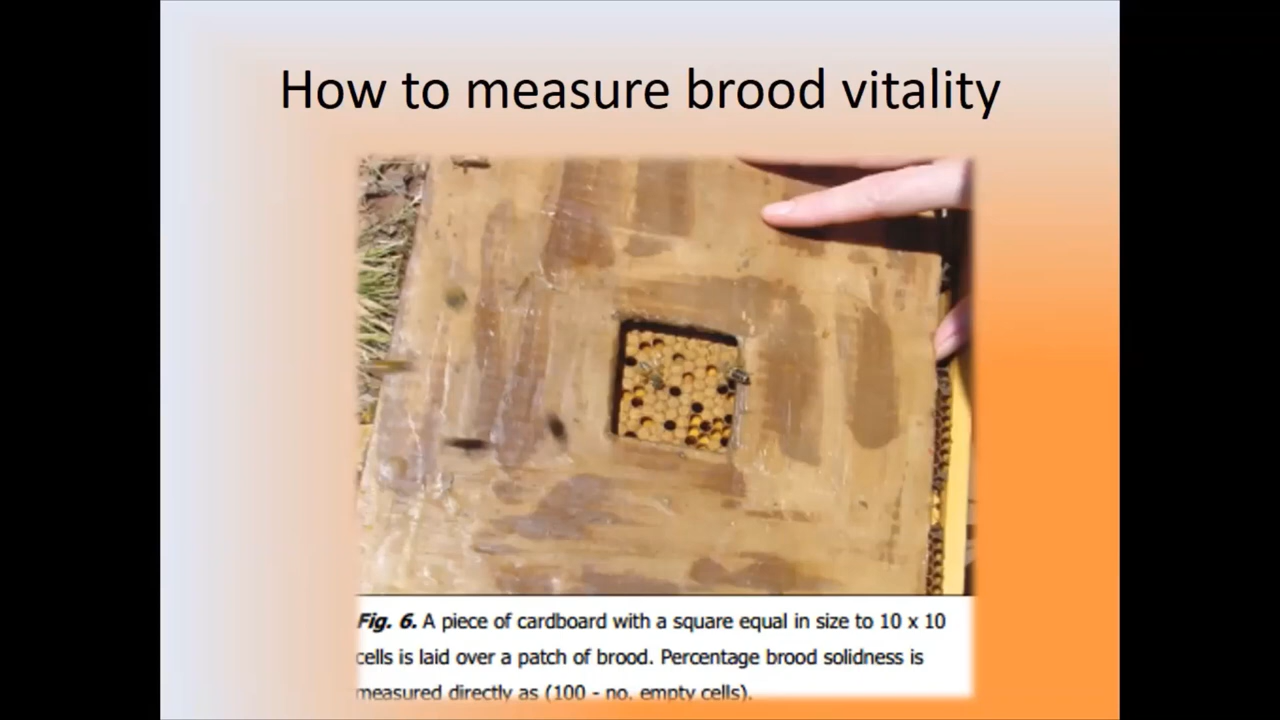 How to measure brood vitality
Fig. 6. A piece of cardboard with a square equal in size to 10 x 10
cells is laid over a patch of brood. Percentage brood solidness is
measured directly as (100 - no. empty cells).